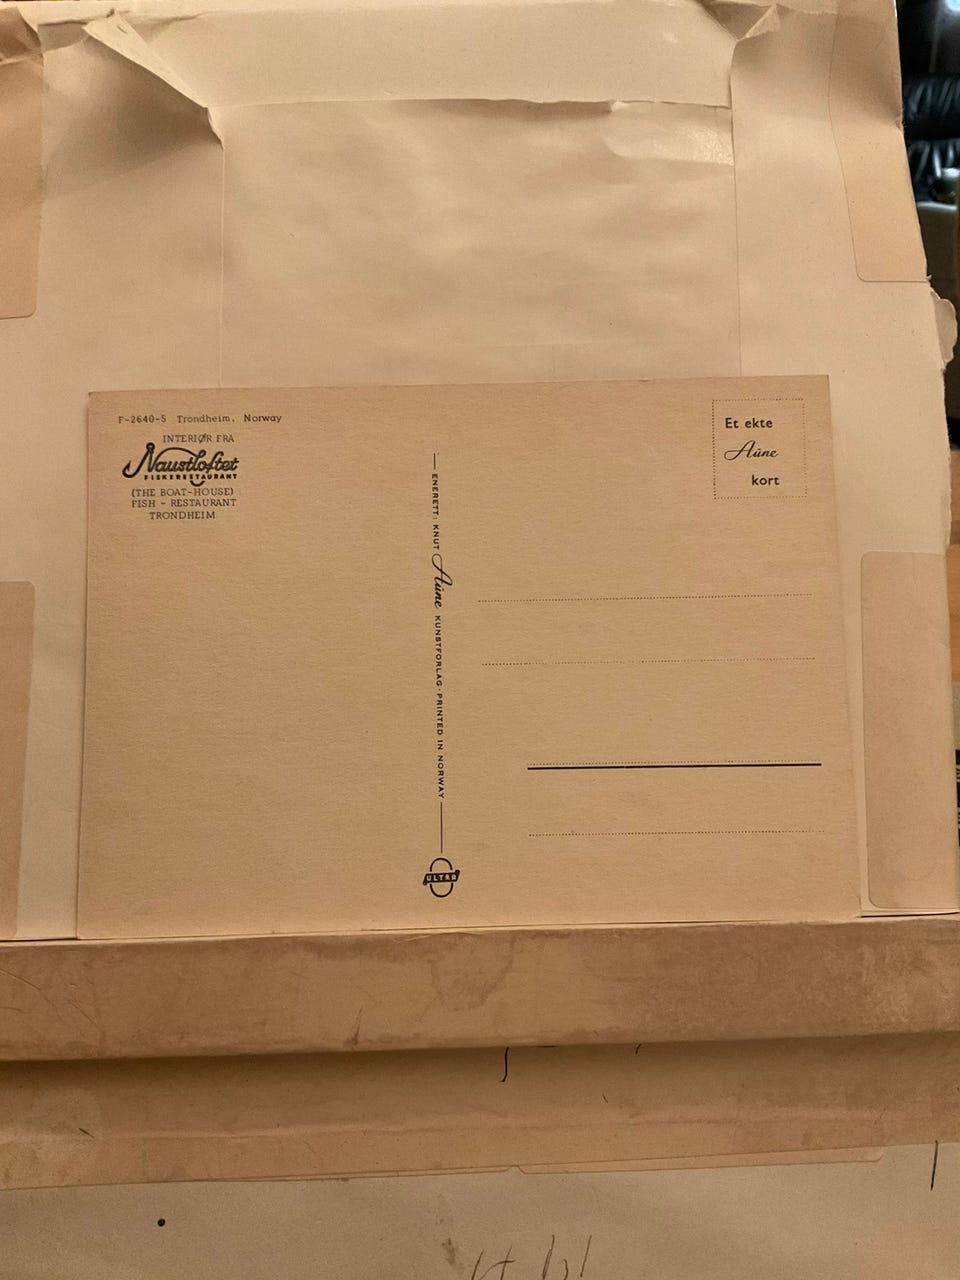 F-2640-S Trondheim, Norway
INTERIØR FRA
Naustloftet
FISKERESTAURANT
(THE BOAT-HOUSE)
FISH - RESTAURANT
TRONDHEIM
ENERETT: KNUT Aune KUNSTFORLAG · PRINTED IN NORWAY
ULTRA
Et ekte
Aune
kort